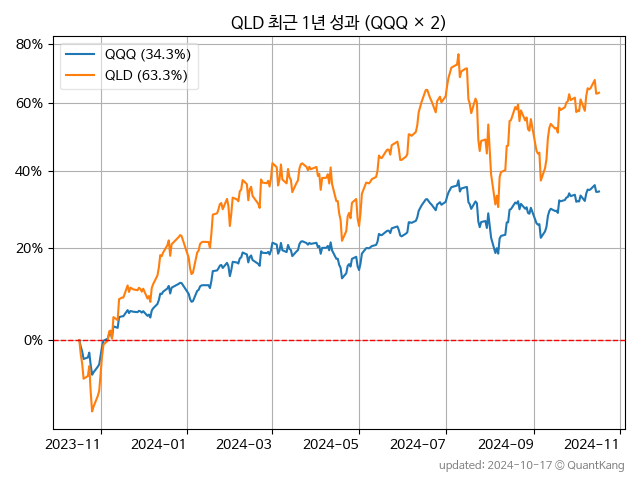 QLD 최근 1년 성과 (QQQ × 2)
QQQ (34.3%)
QLD (63.3%)
80%
60%
40%
20%
0%
2023-11 2024-01 2024-03 2024-05 2024-07 2024-09 2024-11
updated: 2024-10-17 © QuantKang